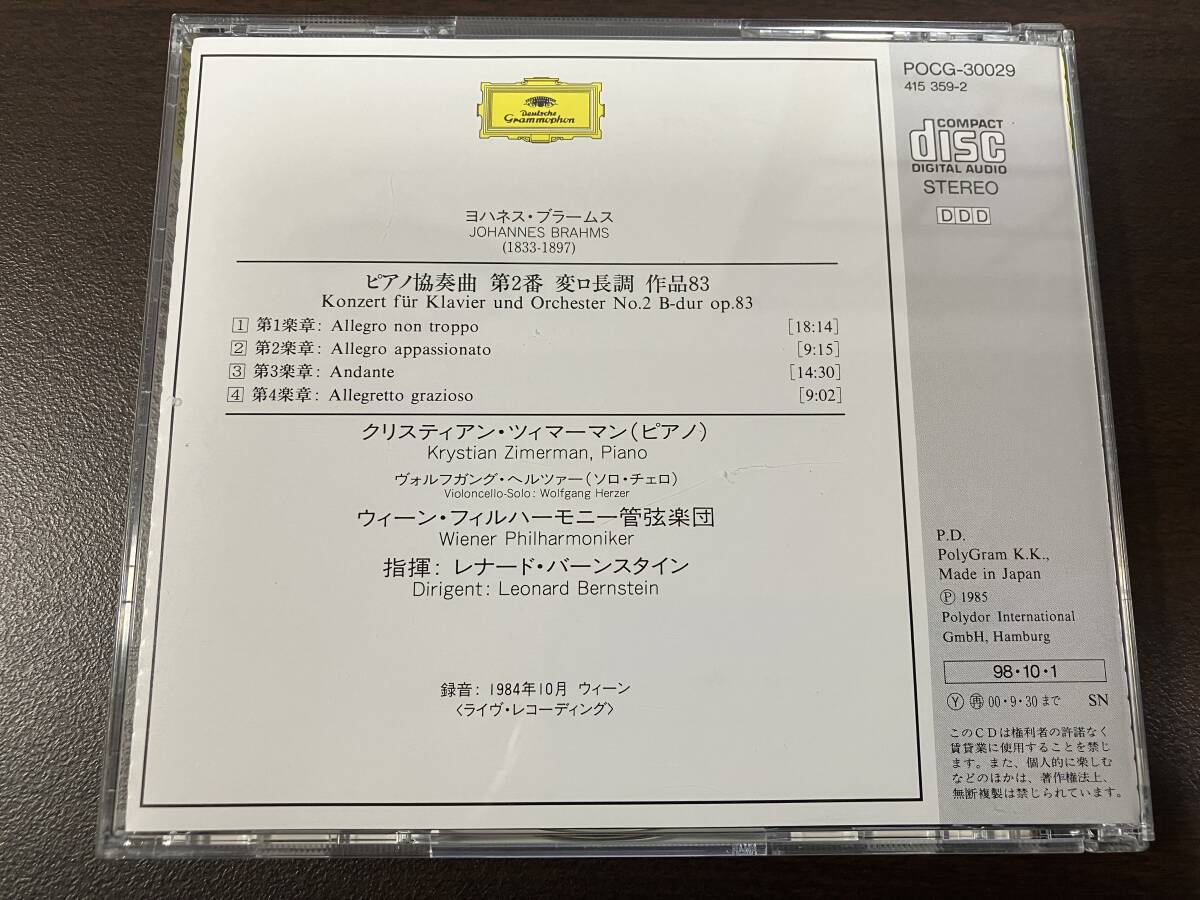 Deutsche
Grammophon
ヨハネス・ブラームス
JOHANNES BRAHMS
(1833-1897)
ピアノ協奏曲 第2番 変ロ長調 作品83
Konzert für Klavier und Orchester No.2 B-dur op.83
1 第1楽章: Allegro non troppo [18:14]
2 第2楽章: Allegro appassionato [9:15]
3 第3楽章: Andante [14:30]
4 第4楽章: Allegretto grazioso [9:02]
クリスティアン・ツィマーマン(ピアノ)
Krystian Zimerman, Piano
ヴォルフガング・ヘルツァー(ソロ・チェロ)
Violoncello-Solo: Wolfgang Herzer
ウィーン・フィルハーモニー管弦楽団
Wiener Philharmoniker
指揮: レナード・バーンスタイン
Dirigent: Leonard Bernstein
録音: 1984年10月 ウィーン
〈ライヴ・レコーディング〉
POCG-30029
415 359-2
COMPACT
disc
DIGITAL AUDIO
STEREO
DDD
P.D.
PolyGram K.K.,
Made in Japan
Ⓟ 1985
Polydor International
GmbH, Hamburg
98・10・1
Ⓨ 再 00・9・30まで SN
このCDは権利者の許諾なく
賃貸業に使用することを禁じ
ます。また、個人的に楽しむ
などのほかは、著作権法上、
無断複製は禁じられています。